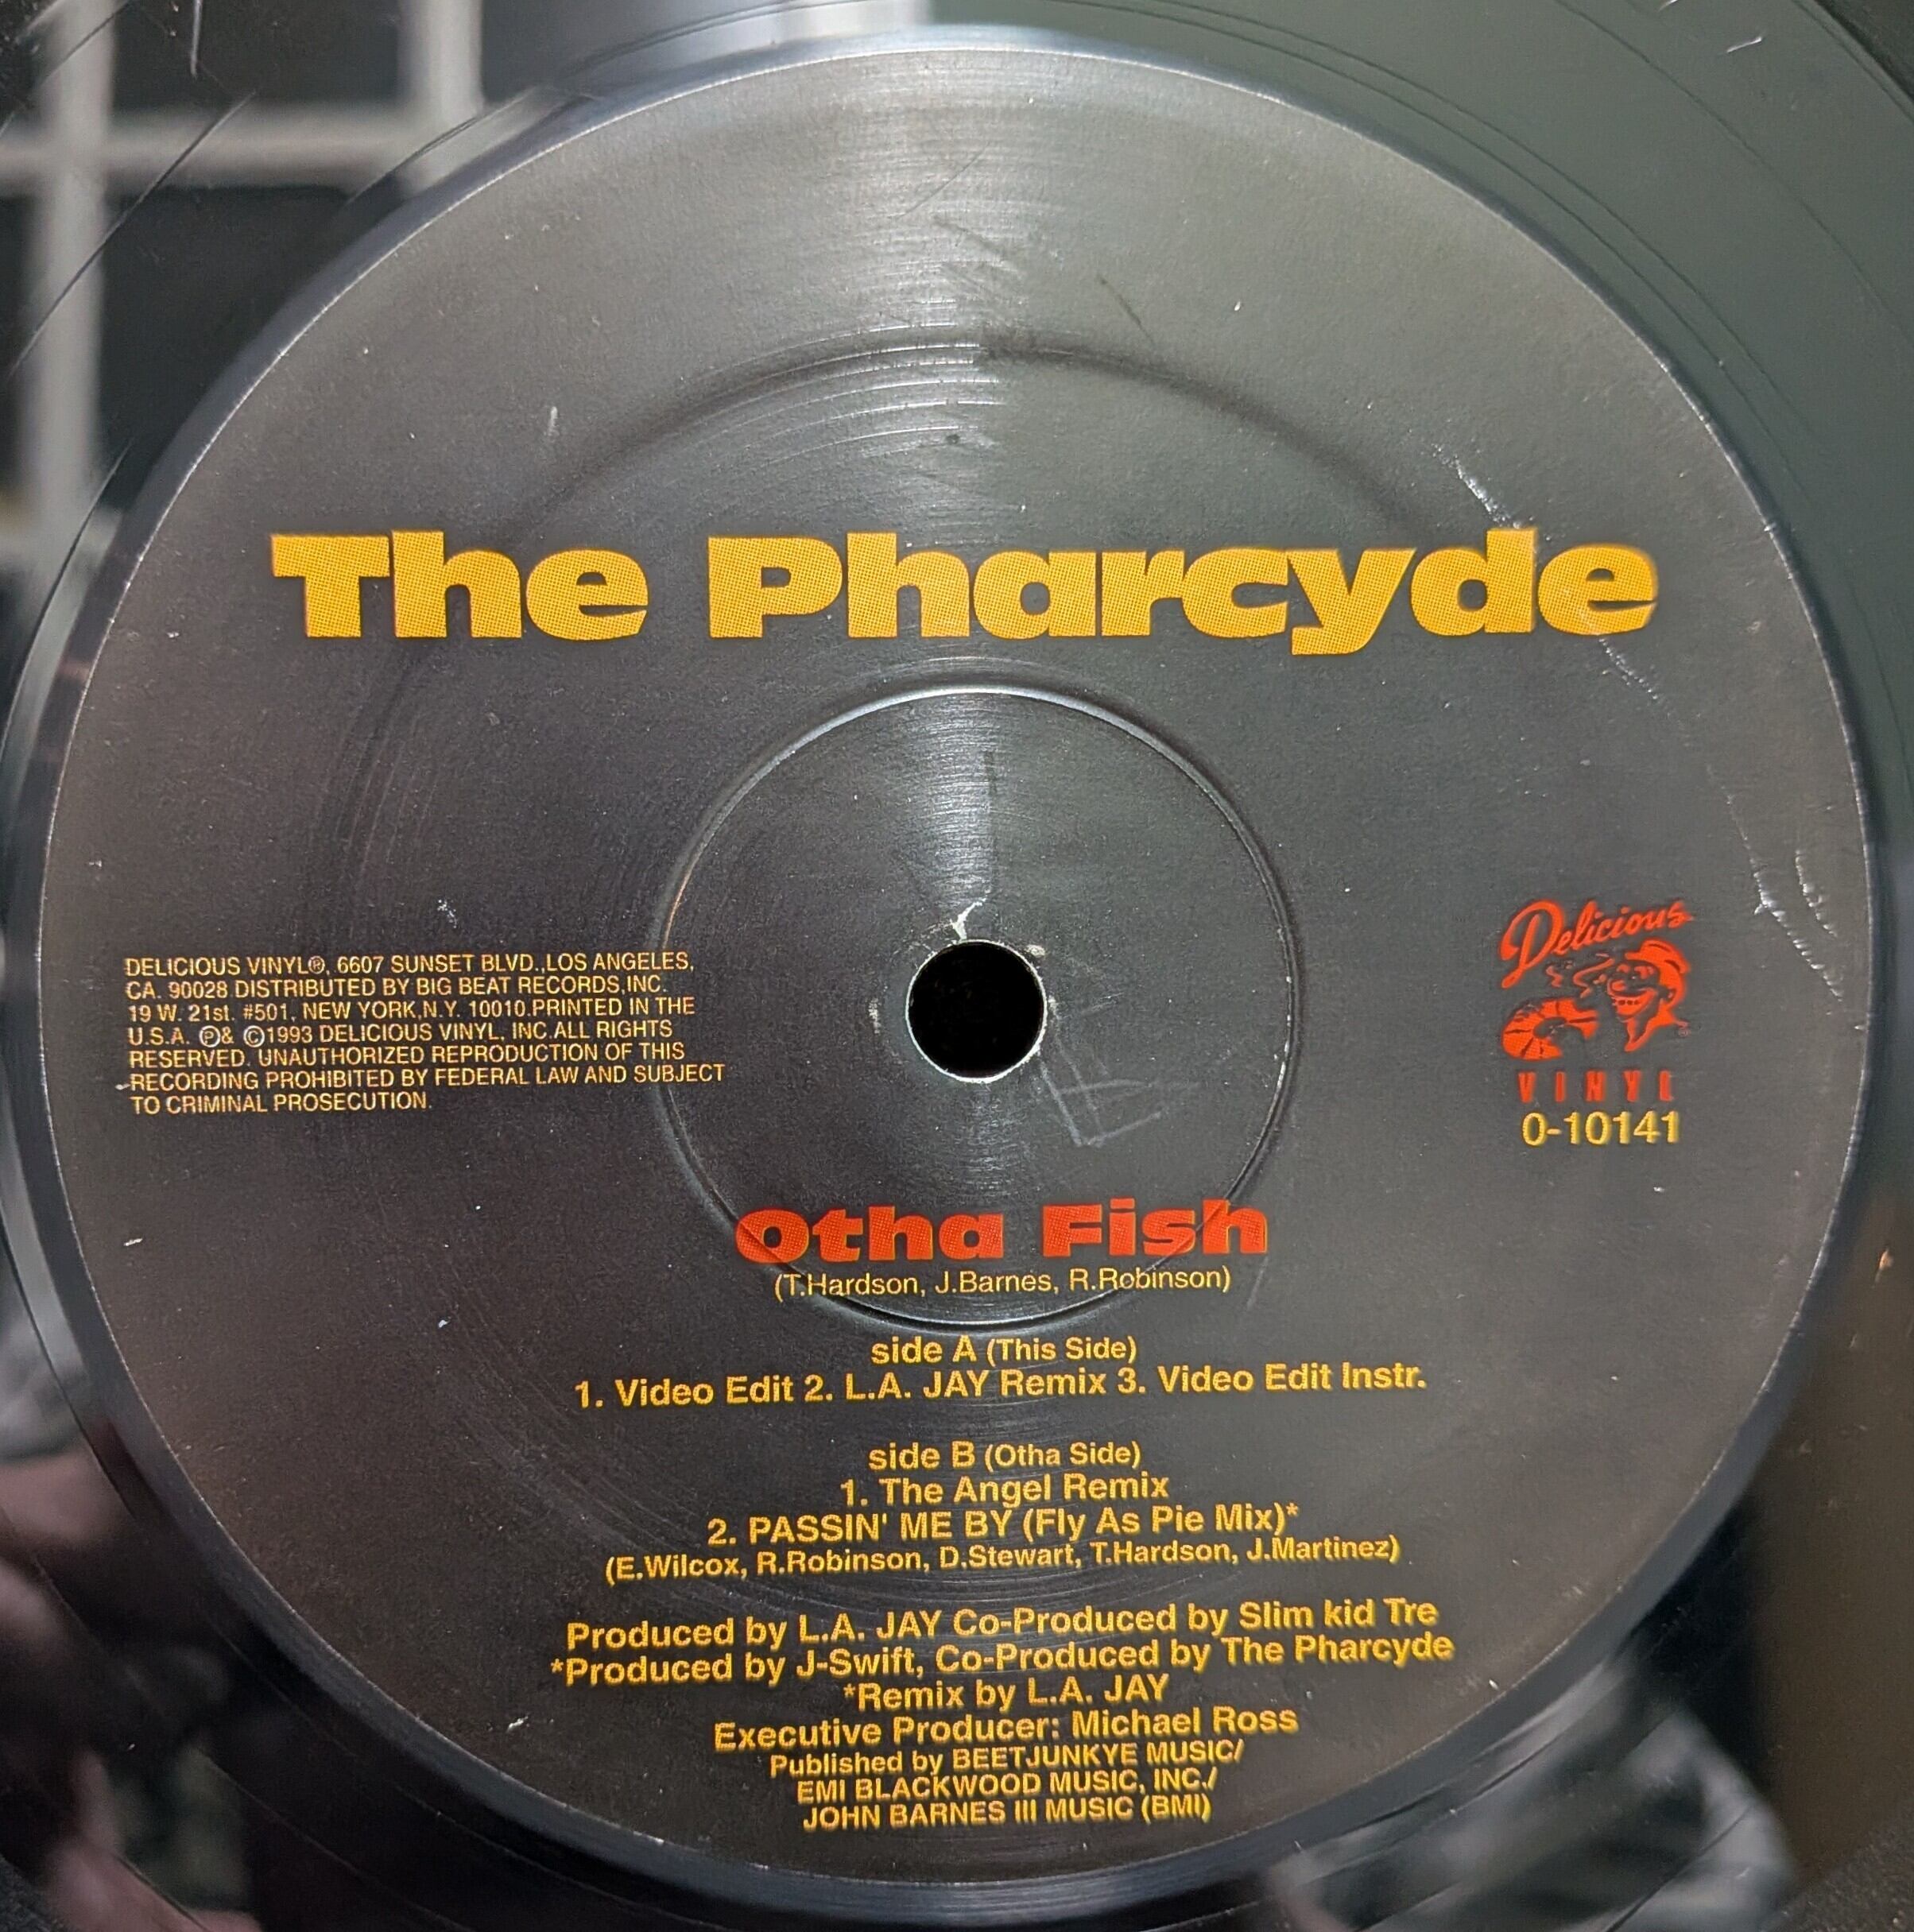 The Pharcyde
DELICIOUS VINYL®, 6607 SUNSET BLVD.,LOS ANGELES,
CA. 90028 DISTRIBUTED BY BIG BEAT RECORDS,INC.
19 W. 21st. #501, NEW YORK,N.Y. 10010.PRINTED IN THE
U.S.A. ℗& ©1993 DELICIOUS VINYL, INC.ALL RIGHTS
RESERVED. UNAUTHORIZED REPRODUCTION OF THIS
RECORDING PROHIBITED BY FEDERAL LAW AND SUBJECT
TO CRIMINAL PROSECUTION.
Delicious
VINYL
0-10141
Otha Fish
(T.Hardson, J.Barnes, R.Robinson)
side A (This Side)
1. Video Edit 2. L.A. JAY Remix 3. Video Edit Instr.
side B (Otha Side)
1. The Angel Remix
2. PASSIN' ME BY (Fly As Pie Mix)*
(E.Wilcox, R.Robinson, D.Stewart, T.Hardson, J.Martinez)
Produced by L.A. JAY Co-Produced by Slim kid Tre
*Produced by J-Swift, Co-Produced by The Pharcyde
*Remix by L.A. JAY
Executive Producer: Michael Ross
Published by BEETJUNKYE MUSIC/
EMI BLACKWOOD MUSIC, INC./
JOHN BARNES III MUSIC (BMI)